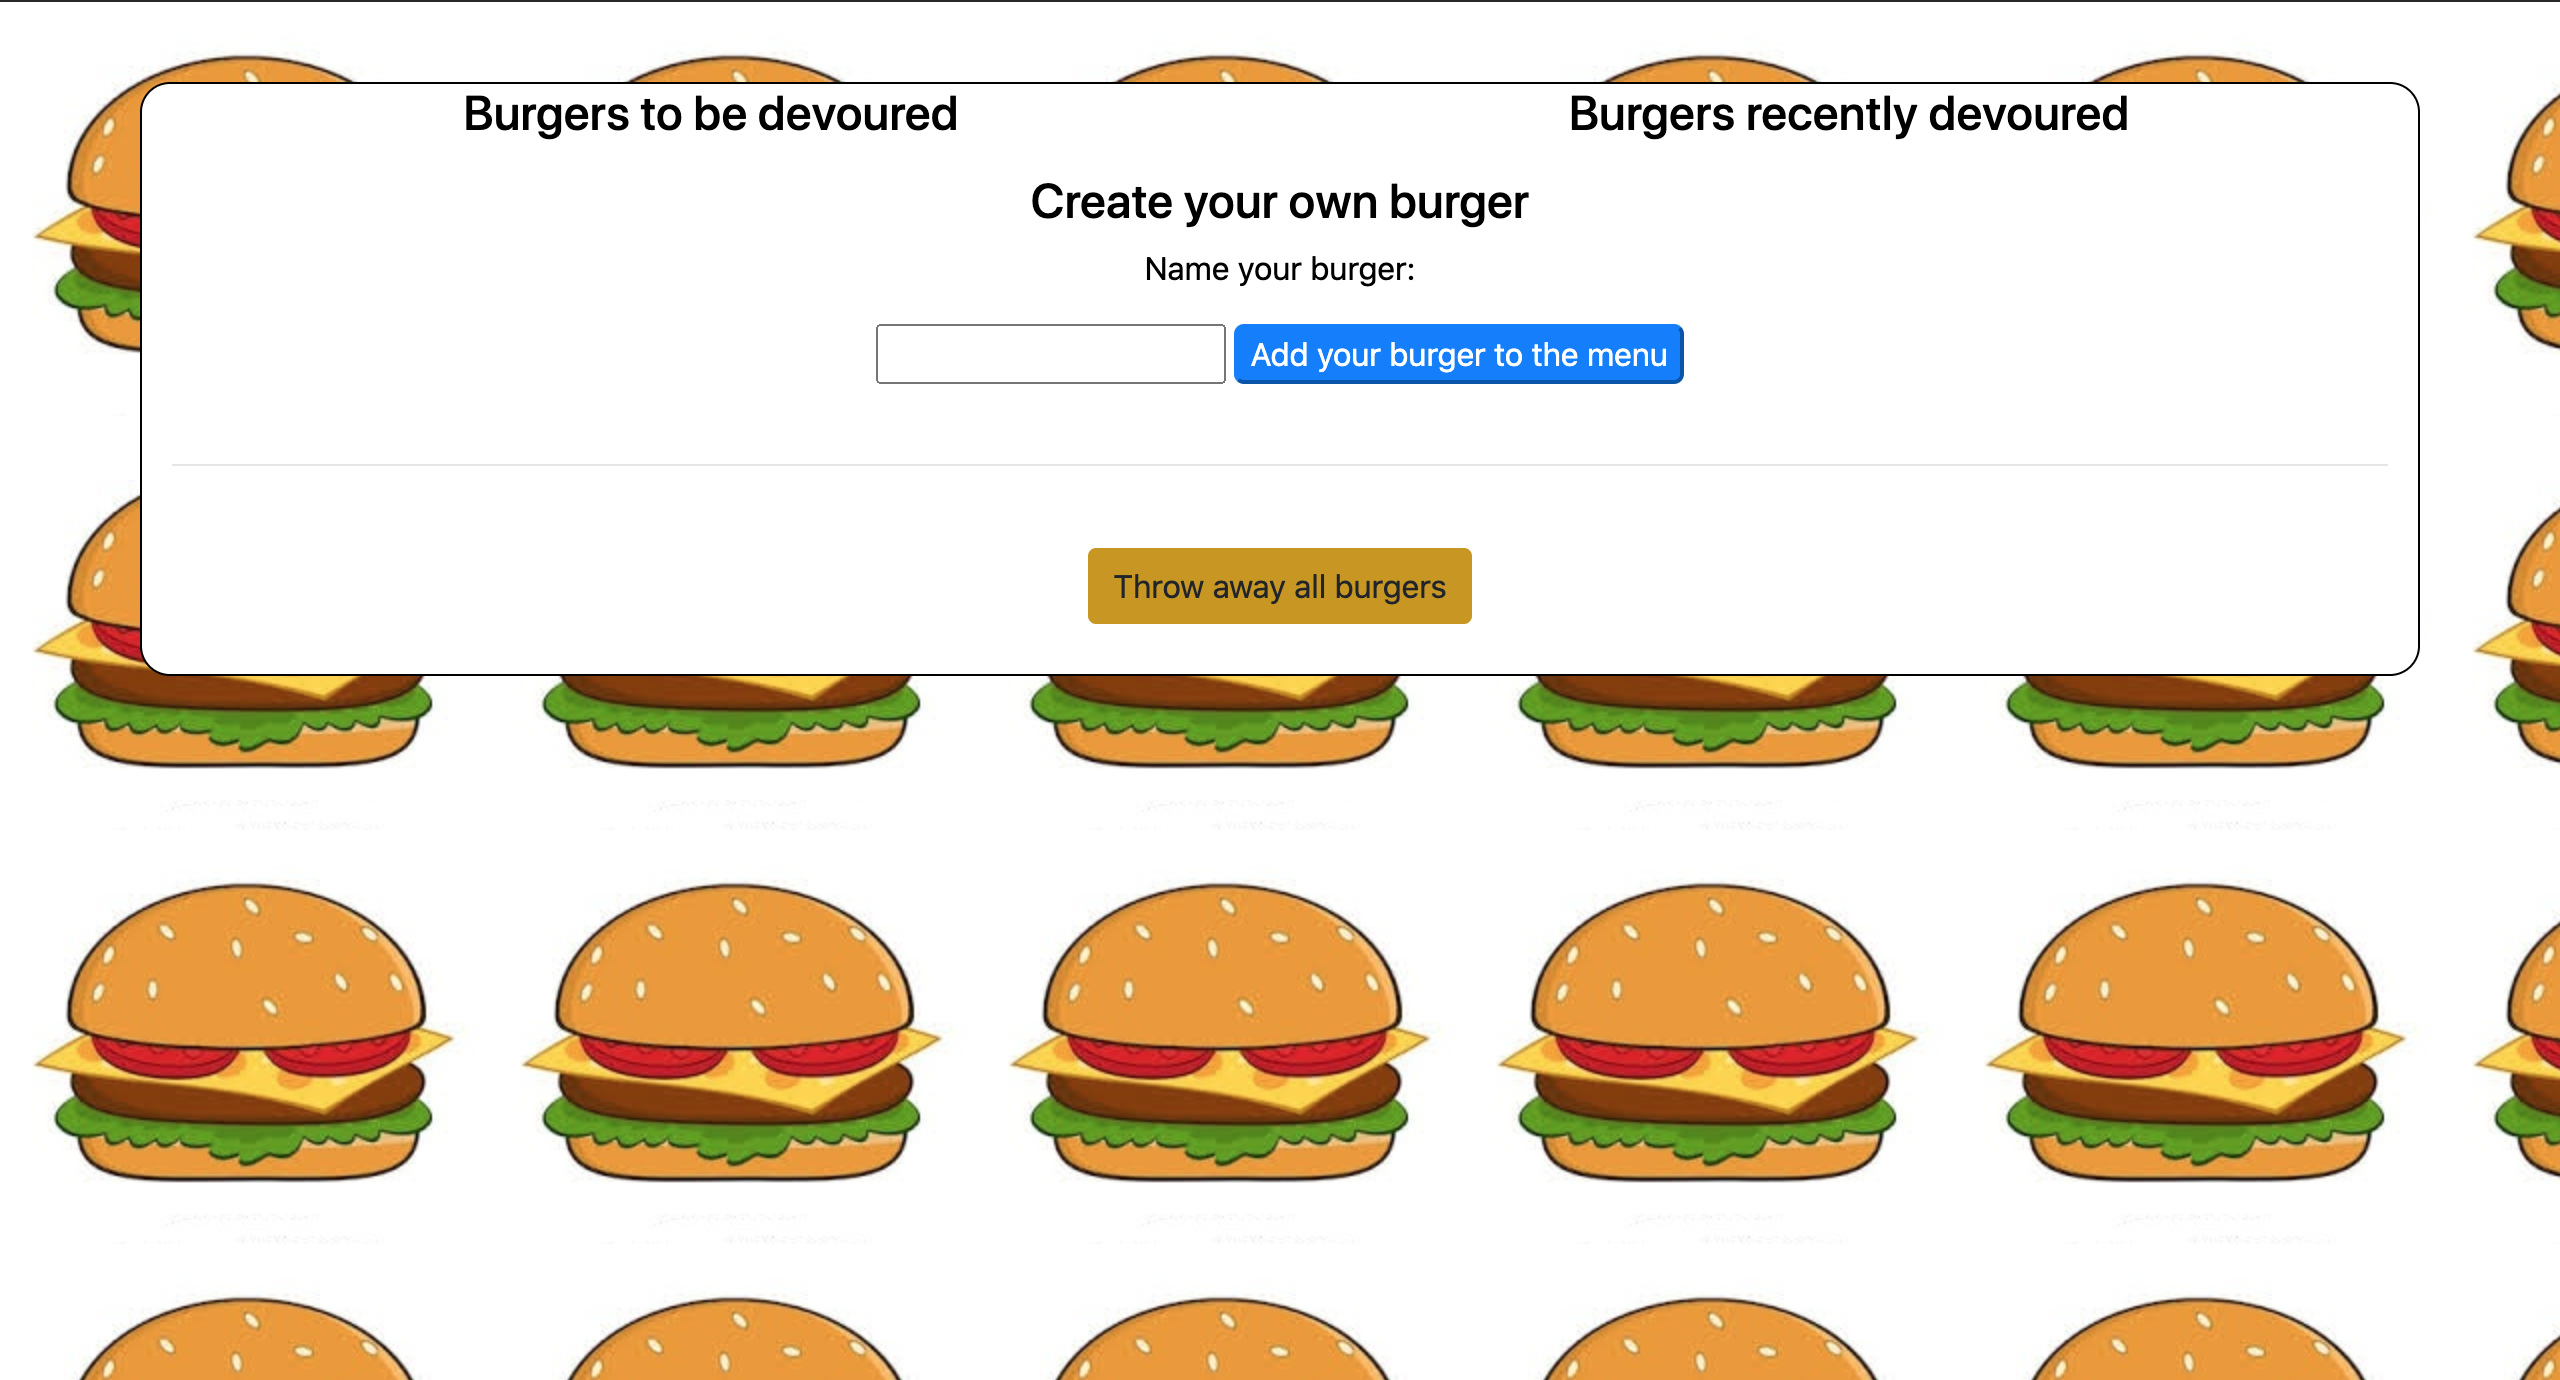 Burgers to be devoured
Burgers recently devoured
Create your own burger
Name your burger:
Add your burger to the menu
Throw away all burgers